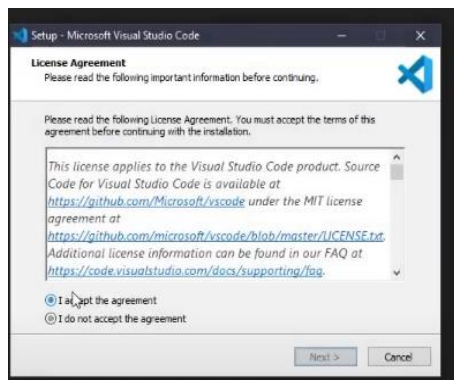 Setup - Microsoft Visual Studio Code
License Agreement
Please read the following important information before continuing.
Please read the following License Agreement. You must accept the terms of this
agreement before continuing with the installation.
This license applies to the Visual Studio Code product. Source
Code for Visual Studio Code is available at
https://github.com/Microsoft/vscode under the MIT license
agreement at
https://github.com/microsoft/vscode/blob/master/LICENSE.txt.
Additional license information can be found in our FAQ at
https://code.visualstudio.com/docs/supporting/faq.
I accept the agreement
I do not accept the agreement
Next >
Cancel